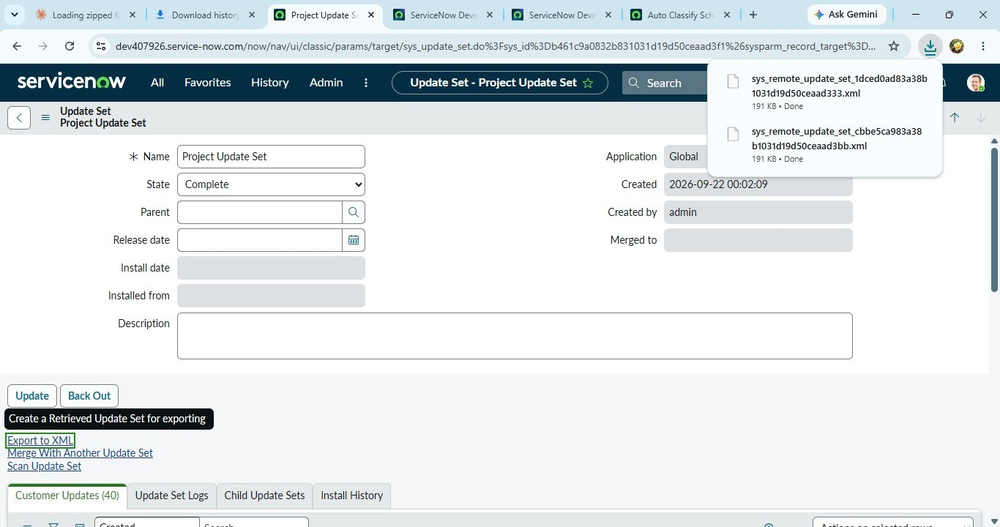 Loading zipped fi
Download history
Project Update Se
ServiceNow Deve
ServiceNow Deve
Auto Classify Sch
Ask Gemini
dev407926.service-now.com/now/nav/ui/classic/params/target/sys_update_set.do%3Fsys_id%3Db461c9a0832b831031d19d50ceaad3f1%26sysparm_record_target%3D...
servicenow
All
Favorites
History
Admin
Update Set - Project Update Set
Search
sys_remote_update_set_1dced0ad83a38b
1031d19d50ceaad333.xml
191 KB • Done
sys_remote_update_set_cbbe5ca983a38
b1031d19d50ceaad3bb.xml
191 KB • Done
Update Set
Project Update Set
Name
Project Update Set
Application
Global
State
Complete
Created
2026-09-22 00:02:09
Parent
Created by
admin
Release date
Merged to
Install date
Installed from
Description
Update
Back Out
Create a Retrieved Update Set for exporting
Export to XML
Merge With Another Update Set
Scan Update Set
Customer Updates (40)
Update Set Logs
Child Update Sets
Install History
Created
Search
Actions on selected rows...